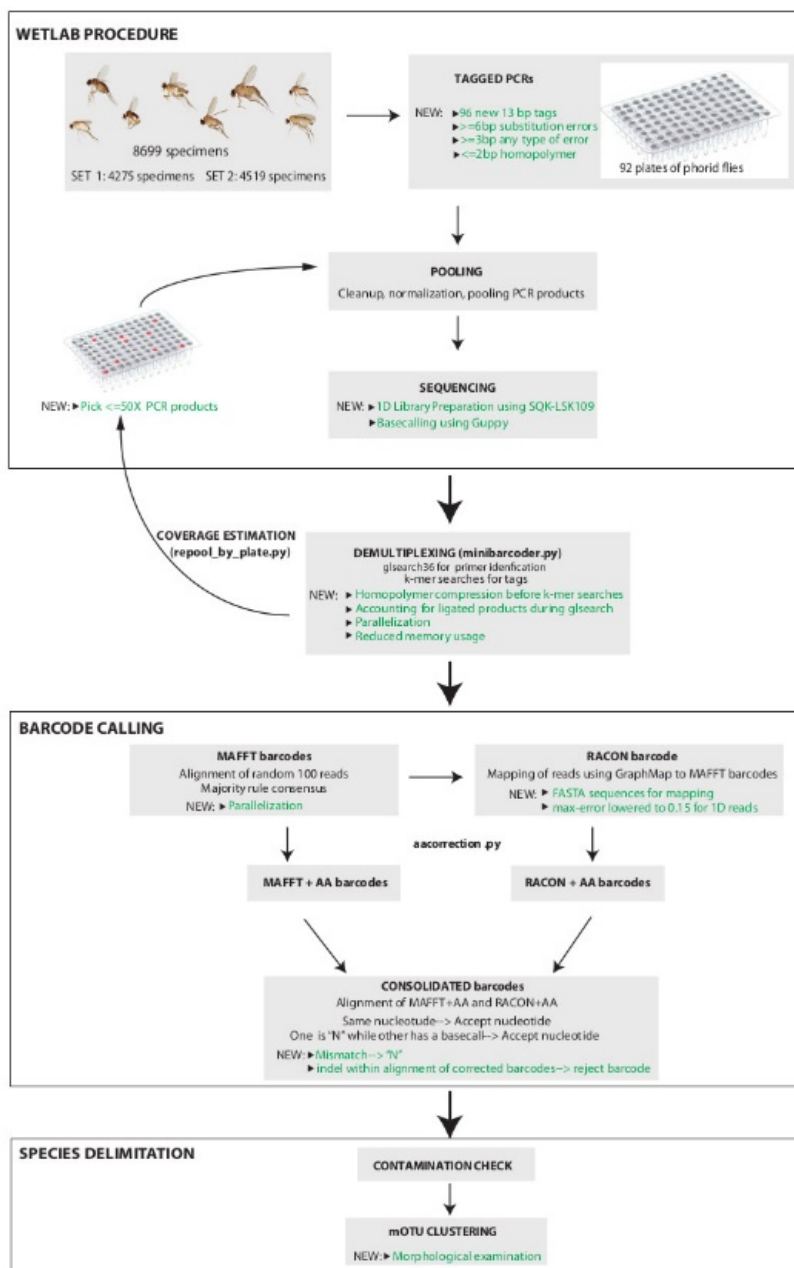 WETLAB PROCEDURE
8699 specimens
SET 1: 4275 specimens SET 2: 4519 specimens
TAGGED PCRs
NEW: ▶96 new 13 bp tags
▶>=6bp substitution errors
▶>=3bp any type of error
▶<=2bp homopolymer
92 plates of phorid flies
POOLING
Cleanup, normalization, pooling PCR products
NEW: ▶Pick <=50X PCR products
SEQUENCING
NEW: ▶1D Library Preparation using SQK-LSK109
▶Basecalling using Guppy
COVERAGE ESTIMATION
(repool_by_plate.py)
DEMULTIPLEXING (minibarcoder.py)
glsearch36 for primer idenfication
k-mer searches for tags
NEW: ▶Homopolymer compression before k-mer searches
▶Accounting for ligated products during glsearch
▶Parallelization
▶Reduced memory usage
BARCODE CALLING
MAFFT barcodes
Alignment of random 100 reads
Majority rule consensus
NEW: ▶Parallelization
RACON barcode
Mapping of reads using GraphMap to MAFFT barcodes
NEW: ▶FASTA sequences for mapping
▶max-error lowered to 0.15 for 1D reads
aacorrection .py
MAFFT + AA barcodes
RACON + AA barcodes
CONSOLIDATED barcodes
Alignment of MAFFT+AA and RACON+AA
Same nucleotude--> Accept nucleotide
One is "N" while other has a basecall--> Accept nucleotide
NEW: ▶Mismatch--> "N"
▶indel within alignment of corrected barcodes--> reject barcode
SPECIES DELIMITATION
CONTAMINATION CHECK
mOTU CLUSTERING
NEW: ▶Morphological examination